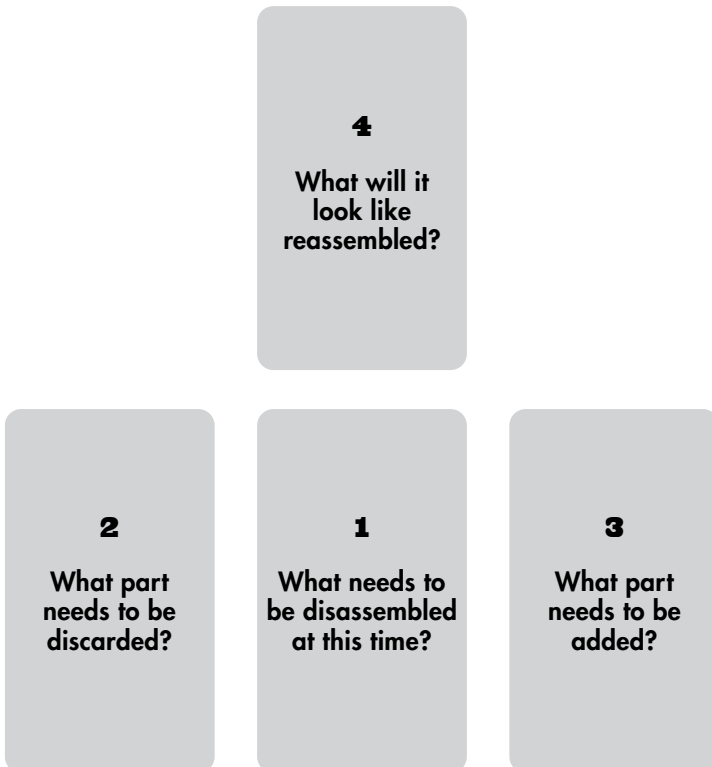 4
What will it
look like
reassembled?
2
What part
needs to be
discarded?
1
What needs to
be disassembled
at this time?
3
What part
needs to be
added?